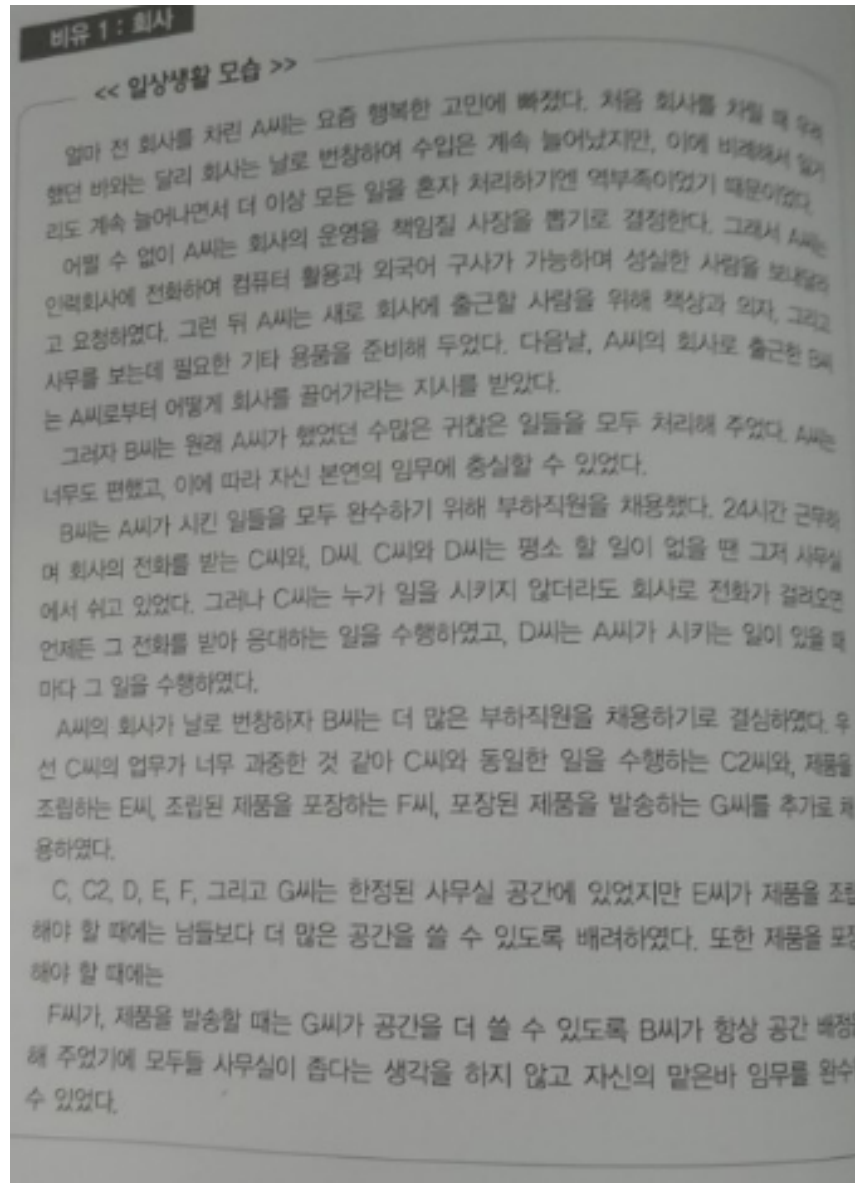 비유 1 : 회사
<< 일상생활 모습 >>
얼마 전 회사를 차린 A씨는 요즘 행복한 고민에 빠졌다. 처음 회사를 차릴 때 우려
했던 바와는 달리 회사는 날로 번창하여 수입은 계속 늘어났지만, 이에 비례해서 일거
리도 계속 늘어나면서 더 이상 모든 일을 혼자 처리하기엔 역부족이었기 때문이었다.
어쩔 수 없이 A씨는 회사의 운영을 책임질 사장을 뽑기로 결정한다. 그래서 A씨는
인력회사에 전화하여 컴퓨터 활용과 외국어 구사가 가능하며 성실한 사람을 보내달라
고 요청하였다. 그런 뒤 A씨는 새로 회사에 출근할 사람을 위해 책상과 의자, 그리고
사무를 보는데 필요한 기타 용품을 준비해 두었다. 다음날, A씨의 회사로 출근한 B씨
는 A씨로부터 어떻게 회사를 끌어가라는 지시를 받았다.
그러자 B씨는 원래 A씨가 했었던 수많은 귀찮은 일들을 모두 처리해 주었다. A씨는
너무도 편했고, 이에 따라 자신 본연의 임무에 충실할 수 있었다.
B씨는 A씨가 시킨 일들을 모두 완수하기 위해 부하직원을 채용했다. 24시간 근무하
며 회사의 전화를 받는 C씨와, D씨. C씨와 D씨는 평소 할 일이 없을 땐 그저 사무실
에서 쉬고 있었다. 그러나 C씨는 누가 일을 시키지 않더라도 회사로 전화가 걸려오면
언제든 그 전화를 받아 응대하는 일을 수행하였고, D씨는 A씨가 시키는 일이 있을 때
마다 그 일을 수행하였다.
A씨의 회사가 날로 번창하자 B씨는 더 많은 부하직원을 채용하기로 결심하였다. 우
선 C씨의 업무가 너무 과중한 것 같아 C씨와 동일한 일을 수행하는 C2씨와, 제품을
조립하는 E씨, 조립된 제품을 포장하는 F씨, 포장된 제품을 발송하는 G씨를 추가로 채
용하였다.
C, C2, D, E, F, 그리고 G씨는 한정된 사무실 공간에 있었지만 E씨가 제품을 조립
해야 할 때에는 남들보다 더 많은 공간을 쓸 수 있도록 배려하였다. 또한 제품을 포장
해야 할 때에는
F씨가, 제품을 발송할 때는 G씨가 공간을 더 쓸 수 있도록 B씨가 항상 공간 배정을
해 주었기에 모두들 사무실이 좁다는 생각을 하지 않고 자신의 맡은바 임무를 완수
수 있었다.